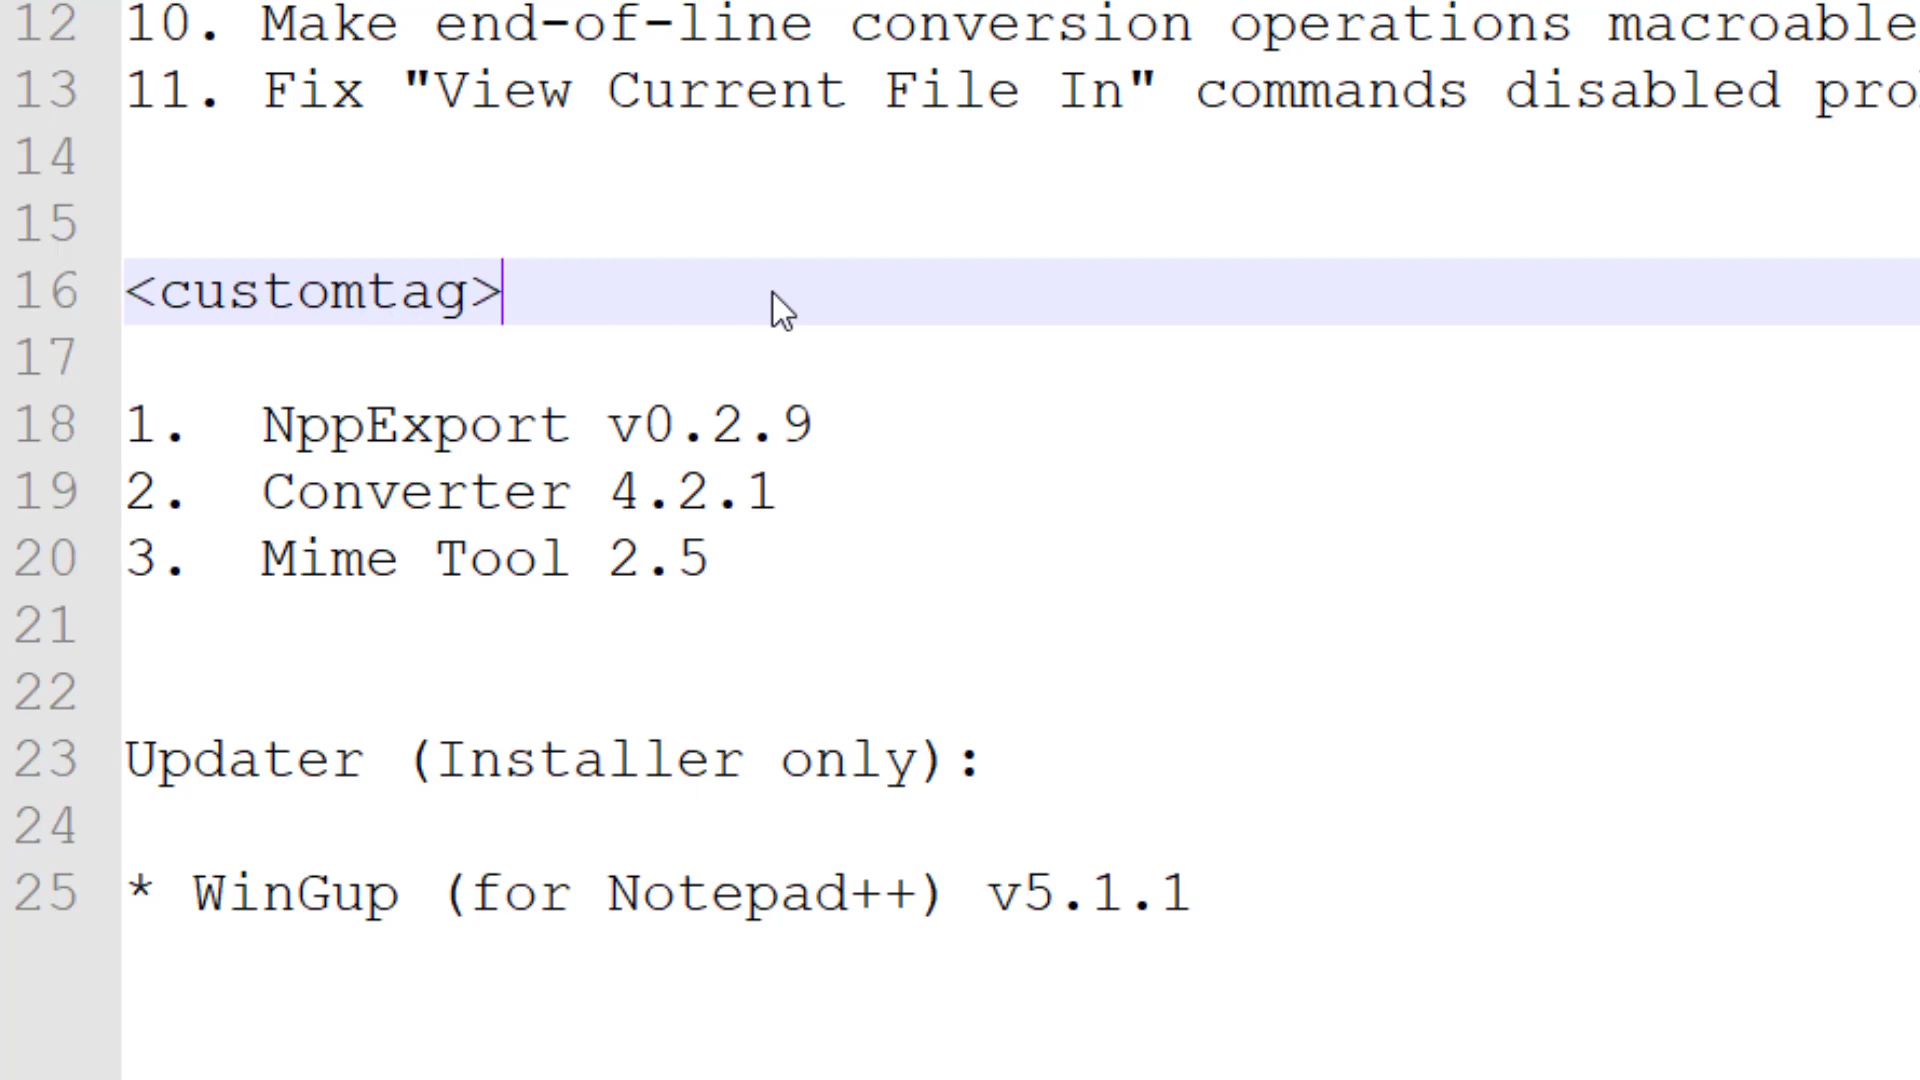 12 10. Make end-of-line conversion operations macroable
13 11. Fix "View Current File In" commands disabled
14
15
16 <customtag>
17
18 1. NppExport v0.2.9
19 2. Converter 4.2.1
20 3. Mime Tool 2.5
21
22
23 Updater (Installer only):
24
25 * WinGup (for Notepad++) v5.1.1